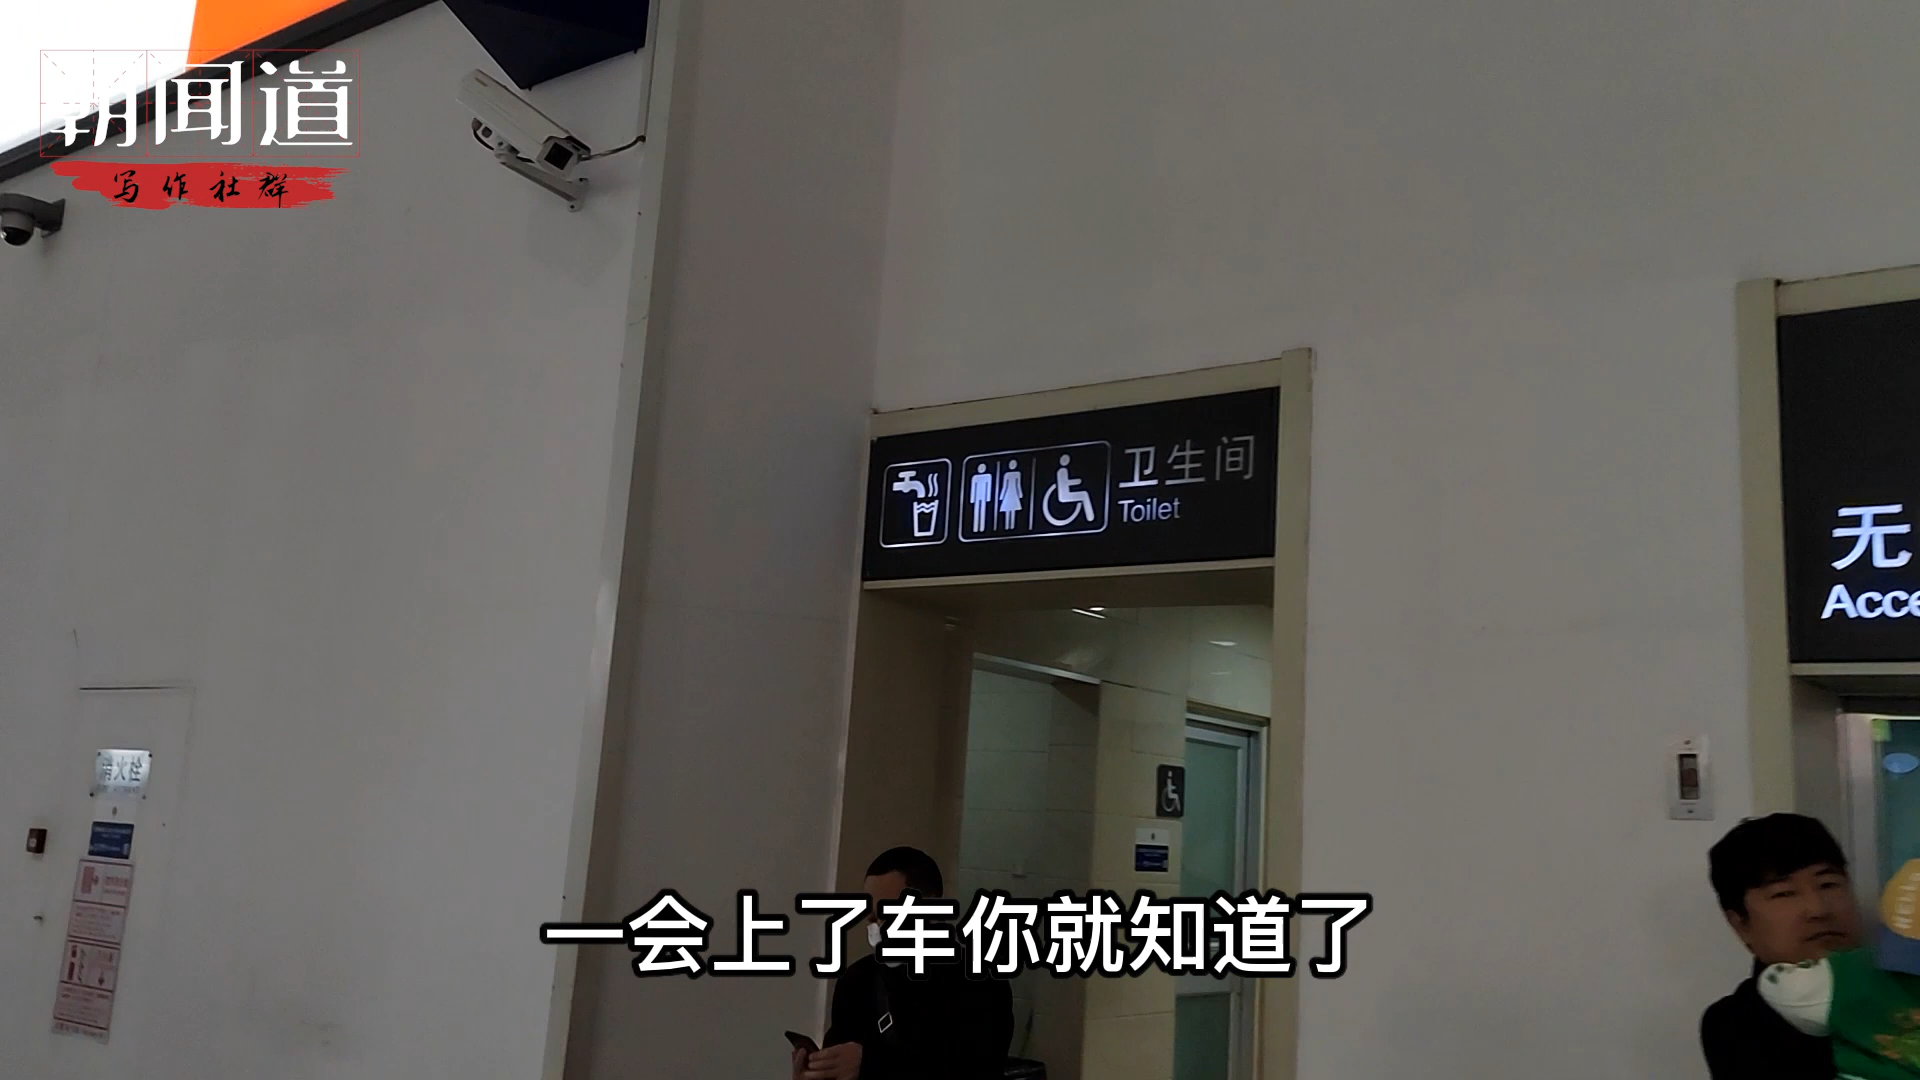 朝闻道
写作社群
卫生间
Toilet
无
Acce
消火栓
一会上了车你就知道了